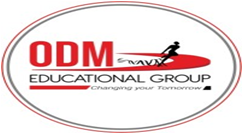 ODM
EDUCATIONAL GROUP
Changing your Tomorrow